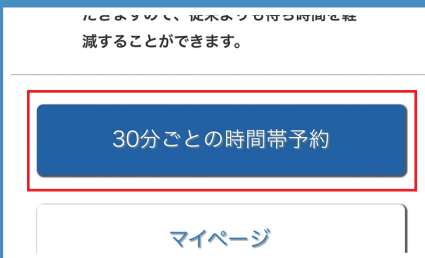 だきますので、従来よりも待ち時間を軽
減することができます。
30分ごとの時間帯予約
マイページ